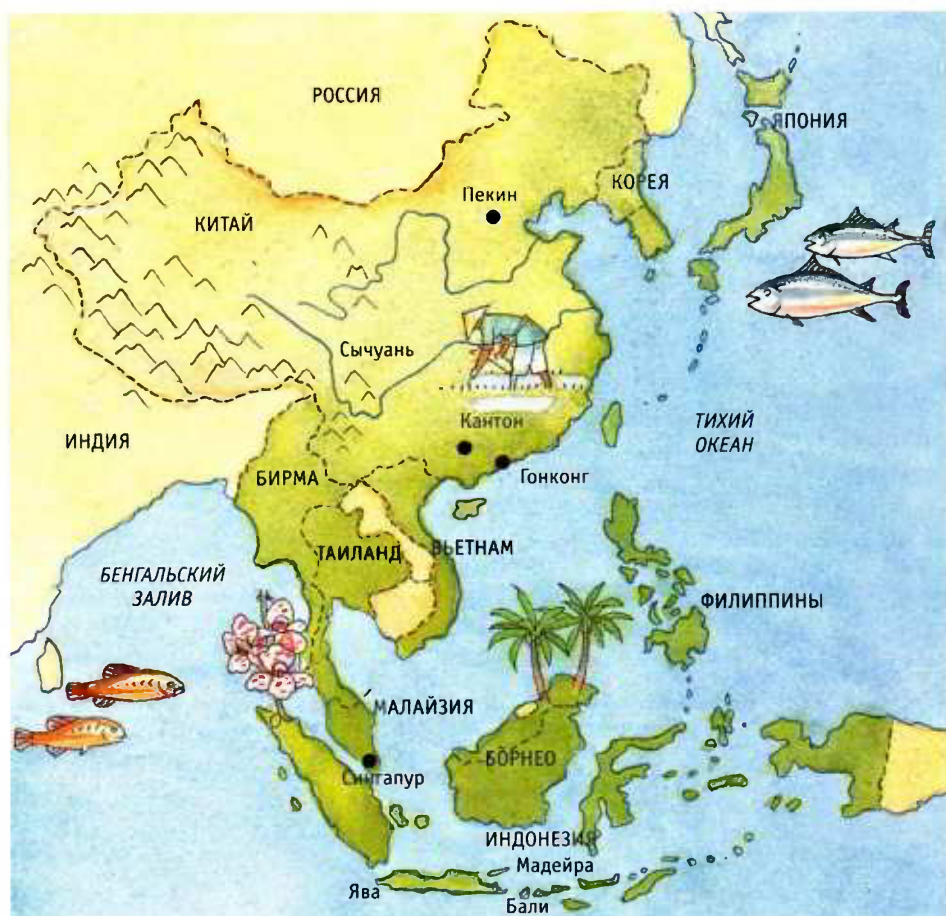 РОССИЯ
ЯПОНИЯ
КОРЕЯ
Пекин
КИТАЙ
Сычуань
Кантон
ТИХИЙ
ОКЕАН
ИНДИЯ
Гонконг
БИРМА
ТАИЛАНД
ВЬЕТНАМ
БЕНГАЛЬСКИЙ
ЗАЛИВ
ФИЛИППИНЫ
МАЛАЙЗИЯ
БОРНЕО
Сингапур
ИНДОНЕЗИЯ
Мадейра
Ява
Бали